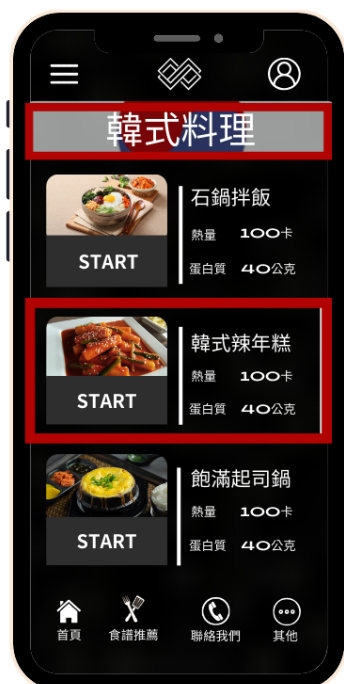 韓式料理
石鍋拌飯
熱量 100卡
START
蛋白質 40公克
韓式辣年糕
熱量 100卡
START
蛋白質 40公克
飽滿起司鍋
熱量 100卡
START
蛋白質 40公克
首頁 食譜推薦 聯絡我們 其他